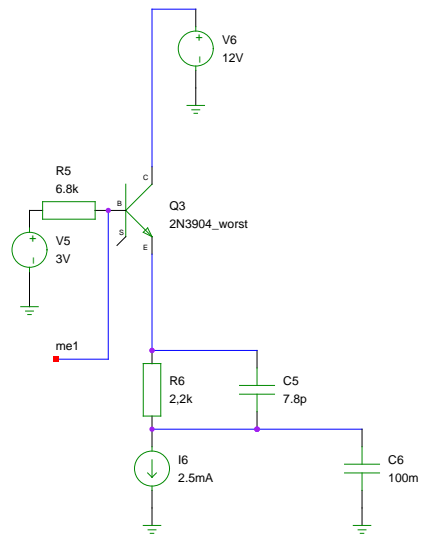 V6
12V
C
R5
6.8k
B
Q3
2N3904_worst
S
E
V5
3V
me1
R6
2,2k
C5
7.8p
I6
2.5mA
C6
100m